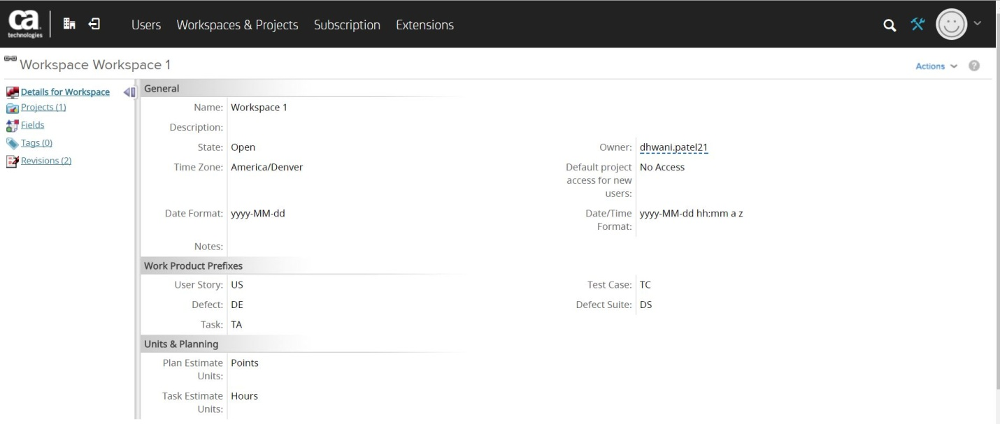 ca
technologies
Users Workspaces & Projects Subscription Extensions
Workspace Workspace 1
Actions
Details for Workspace
Projects (1)
Fields
Tags (0)
Revisions (2)
General
Name: Workspace 1
Description:
State: Open
Owner: dhwani.patel21
Time Zone: America/Denver
Default project No Access
access for new
users:
Date Format: yyyy-MM-dd
Date/Time yyyy-MM-dd hh:mm a z
Format:
Notes:
Work Product Prefixes
User Story: US
Test Case: TC
Defect: DE
Defect Suite: DS
Task: TA
Units & Planning
Plan Estimate Points
Units:
Task Estimate Hours
Units: